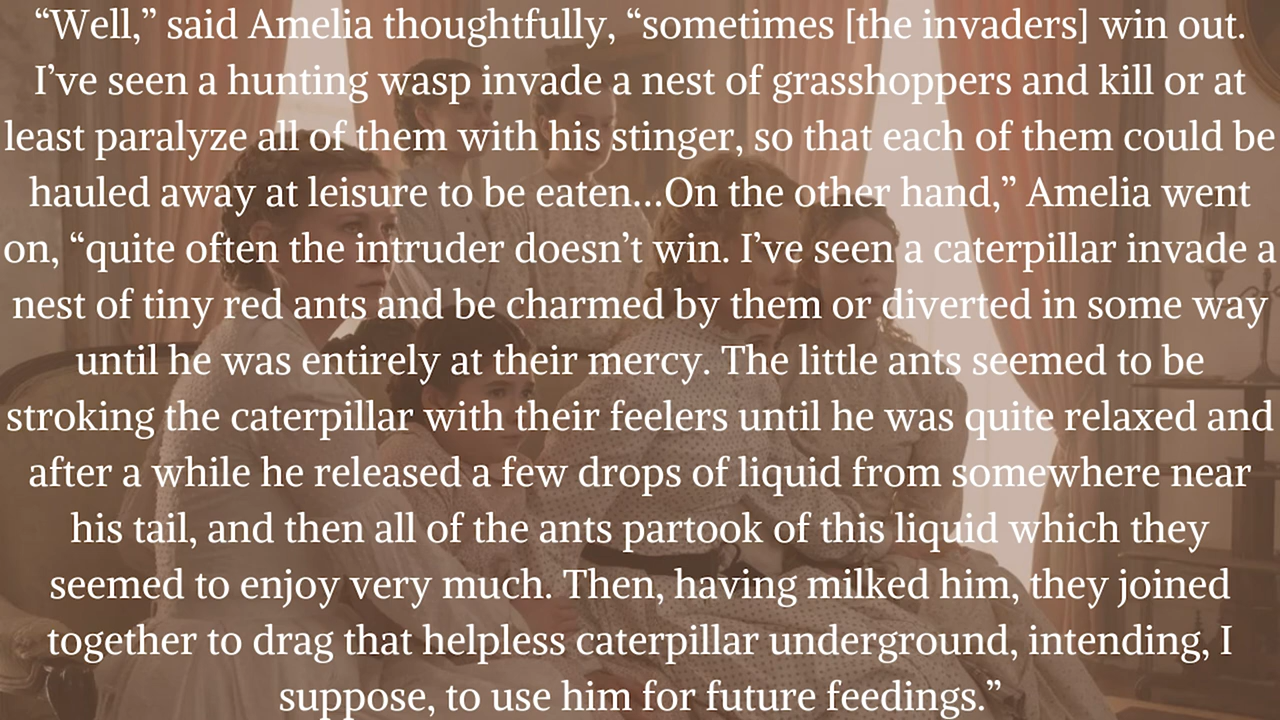 “Well,” said Amelia thoughtfully, “sometimes [the invaders] win out.
I’ve seen a hunting wasp invade a nest of grasshoppers and kill or at
least paralyze all of them with his stinger, so that each of them could be
hauled away at leisure to be eaten...On the other hand,” Amelia went
on, “quite often the intruder doesn’t win. I’ve seen a caterpillar invade a
nest of tiny red ants and be charmed by them or diverted in some way
until he was entirely at their mercy. The little ants seemed to be
stroking the caterpillar with their feelers until he was quite relaxed and
after a while he released a few drops of liquid from somewhere near
his tail, and then all of the ants partook of this liquid which they
seemed to enjoy very much. Then, having milked him, they joined
together to drag that helpless caterpillar underground, intending, I
suppose, to use him for future feedings.”